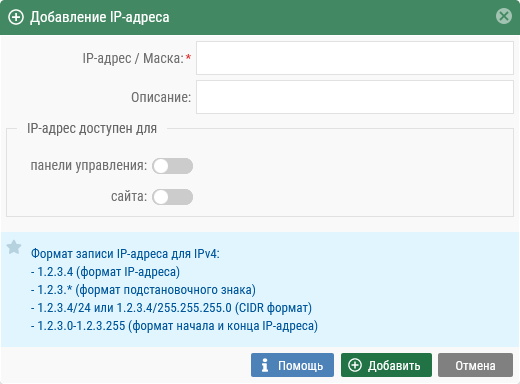 Добавление IP-адреса
IP-адрес / Маска:*
Описание:
IP-адрес доступен для
панели управления:
сайта:
Формат записи IP-адреса для IPv4:
- 1.2.3.4 (формат IP-адреса)
- 1.2.3.* (формат подстановочного знака)
- 1.2.3.4/24 или 1.2.3.4/255.255.255.0 (CIDR формат)
- 1.2.3.0-1.2.3.255 (формат начала и конца IP-адреса)
Помощь Добавить Отмена